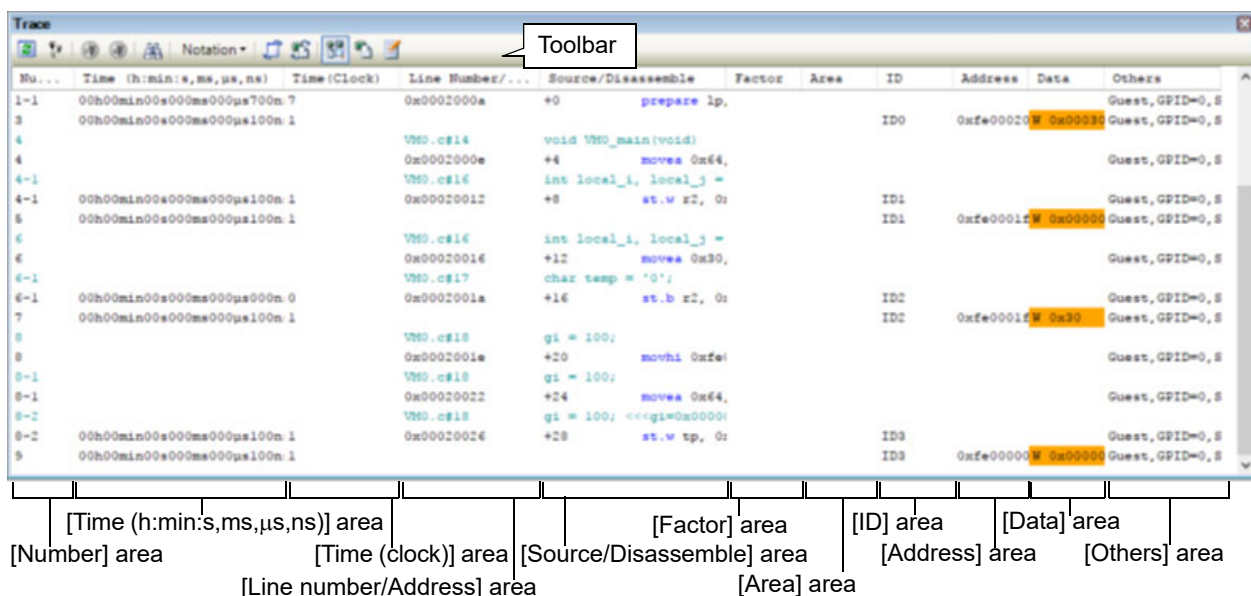 Trace
Notation
Toolbar
Nu... Time (h:min:s,ms,μs,ns) Time(Clock) Line Number/... Source/Disassemble Factor Area ID Address Data Others
1-1 00h00min00s000ms000μs700n 7 0x0002000a +0 prepare lp, Guest,GPID=0,S
3 00h00min00s000ms000μs100n 1 ID0 0xfe00020 W 0x00030 Guest,GPID=0,S
4 VM0.c#14 void VM0_main(void)
4 0x0002000e +4 movea 0x64, Guest,GPID=0,S
4-1 VM0.c#16 int local_i, local_j =
4-1 00h00min00s000ms000μs100n 1 0x00020012 +8 st.w r2, 0 ID1 Guest,GPID=0,S
5 00h00min00s000ms000μs100n 1 ID1 0xfe0001f W 0x00000 Guest,GPID=0,S
6 VM0.c#16 int local_i, local_j =
6 0x00020016 +12 movea 0x30, Guest,GPID=0,S
6-1 VM0.c#17 char temp = '0';
6-1 00h00min00s000ms000μs000n 0 0x0002001a +16 st.b r2, 0 ID2 Guest,GPID=0,S
7 00h00min00s000ms000μs100n 1 ID2 0xfe0001f W 0x30 Guest,GPID=0,S
8 VM0.c#18 gi = 100;
8 0x0002001e +20 movhi 0xfe Guest,GPID=0,S
8-1 VM0.c#18 gi = 100;
8-1 0x00020022 +24 movea 0x64, Guest,GPID=0,S
8-2 VM0.c#18 gi = 100; <<<gi=0x0000
8-2 00h00min00s000ms000μs100n 1 0x00020026 +28 st.w tp, 0 ID3 Guest,GPID=0,S
9 00h00min00s000ms000μs100n 1 ID3 0xfe00000 W 0x00000 Guest,GPID=0,S
[Time (h:min:s,ms,μs,ns)] area [Factor] area [ID] area [Data] area
[Number] area [Time (clock)] area [Source/Disassemble] area [Address] area [Others] area
[Line number/Address] area [Area] area